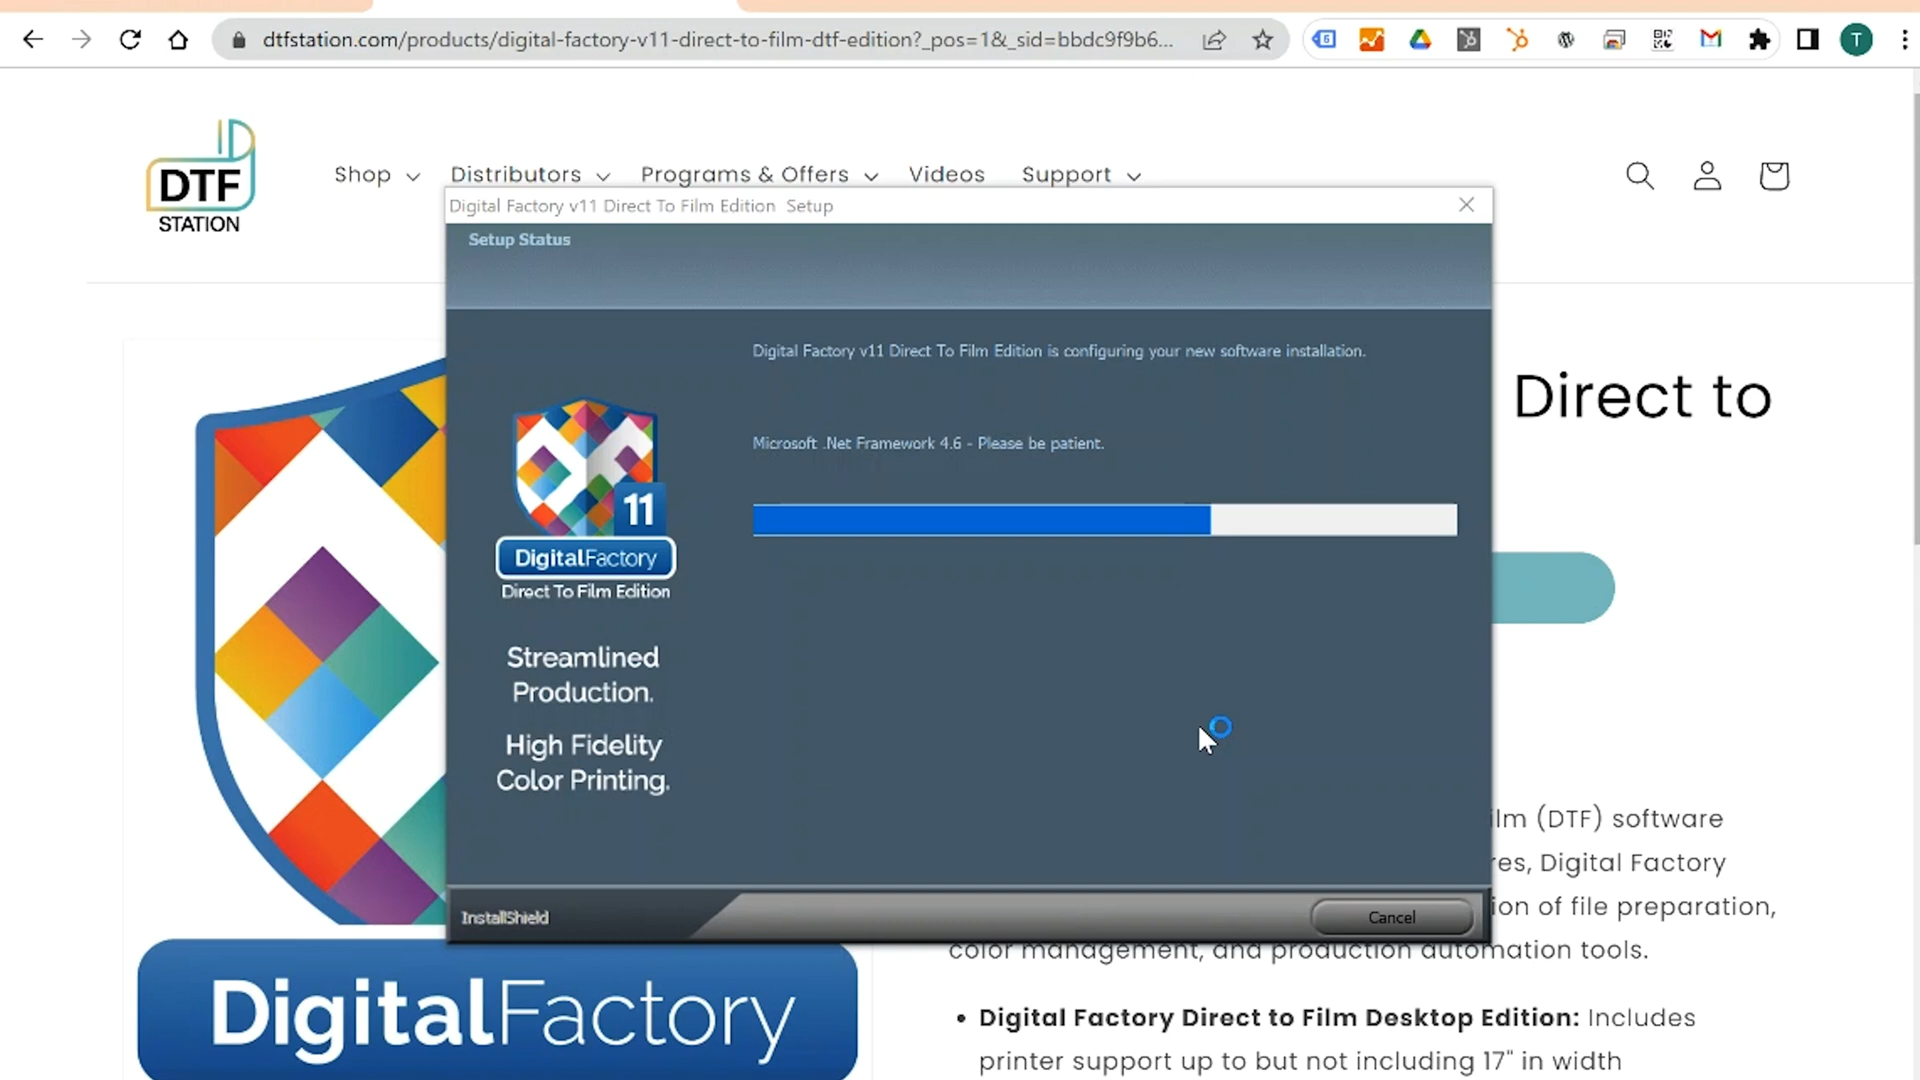 dtfstation.com/products/digital-factory-v11-direct-to-film-dtf-edition?_pos=1&_sid=bbdc9f9b6...
T
DTF
STATION
Shop
Distributors
Programs & Offers
Videos
Support
Digital Factory v11 Direct To Film Edition Setup
Setup Status
Digital Factory v11 Direct To Film Edition is configuring your new software installation.
Microsoft .Net Framework 4.6 - Please be patient.
11
DigitalFactory
Direct To Film Edition
Streamlined
Production.
High Fidelity
Color Printing.
InstallShield
Cancel
Direct to
ilm (DTF) software
res, Digital Factory
ion of file preparation,
color management, and production automation tools.
DigitalFactory
• Digital Factory Direct to Film Desktop Edition: Includes
printer support up to but not including 17" in width